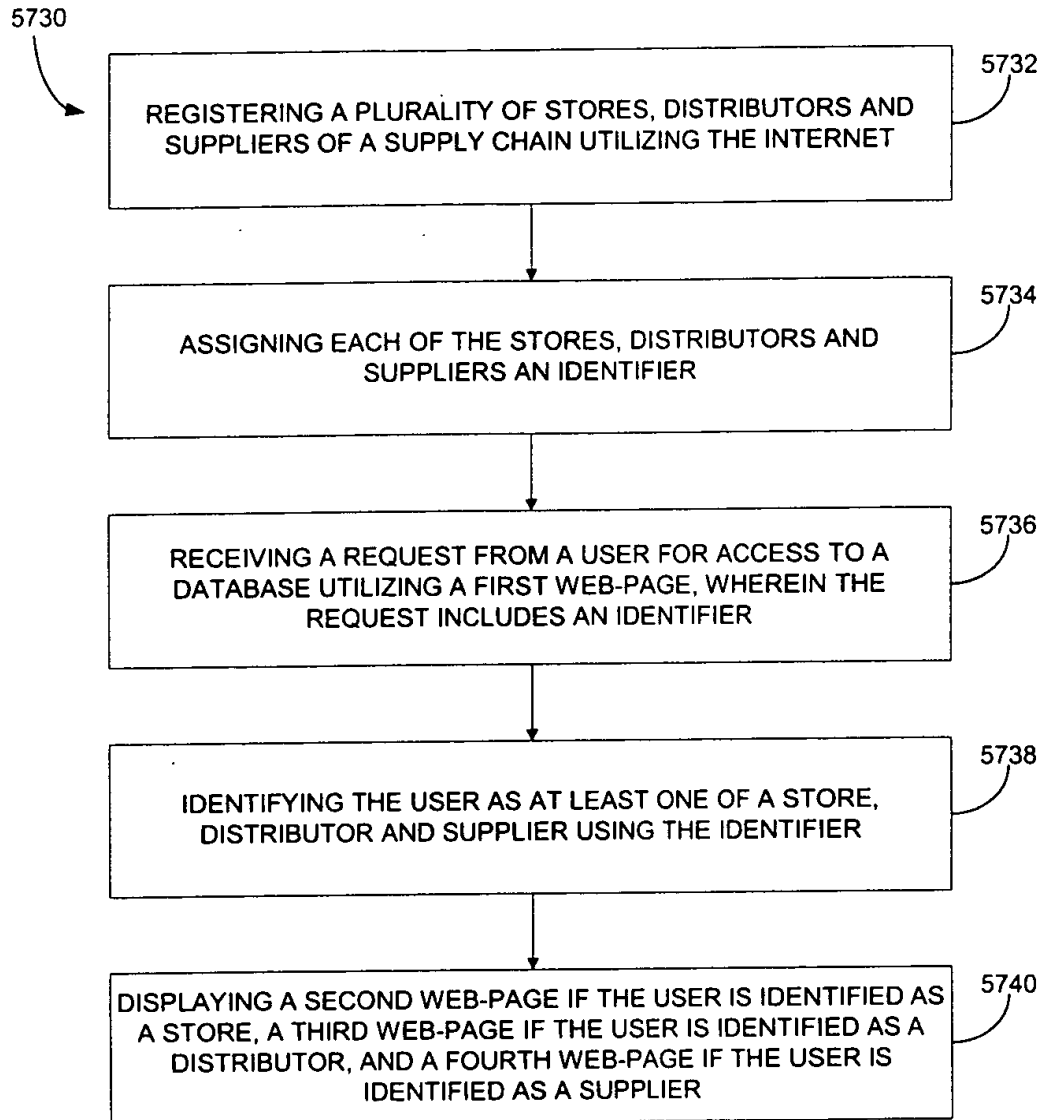 5730
5732
REGISTERING A PLURALITY OF STORES, DISTRIBUTORS AND
SUPPLIERS OF A SUPPLY CHAIN UTILIZING THE INTERNET
5734
ASSIGNING EACH OF THE STORES, DISTRIBUTORS AND
SUPPLIERS AN IDENTIFIER
5736
RECEIVING A REQUEST FROM A USER FOR ACCESS TO A
DATABASE UTILIZING A FIRST WEB-PAGE, WHEREIN THE
REQUEST INCLUDES AN IDENTIFIER
5738
IDENTIFYING THE USER AS AT LEAST ONE OF A STORE,
DISTRIBUTOR AND SUPPLIER USING THE IDENTIFIER
5740
DISPLAYING A SECOND WEB-PAGE IF THE USER IS IDENTIFIED AS
A STORE, A THIRD WEB-PAGE IF THE USER IS IDENTIFIED AS A
DISTRIBUTOR, AND A FOURTH WEB-PAGE IF THE USER IS
IDENTIFIED AS A SUPPLIER